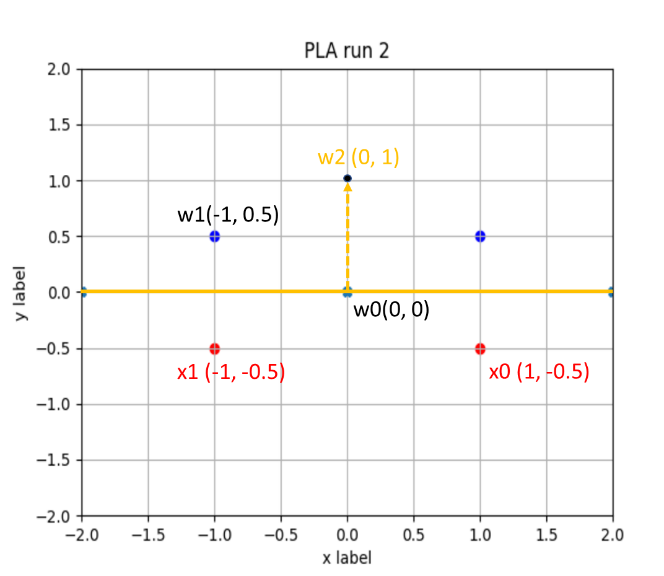 PLA run 2
2.0
1.5
w2 (0, 1)
1.0
w1(-1, 0.5)
0.5
0.0
w0(0, 0)
−0.5
x1 (-1, -0.5)
x0 (1, -0.5)
−1.0
−1.5
−2.0
−2.0 −1.5 −1.0 −0.5 0.0 0.5 1.0 1.5 2.0
x label
y label